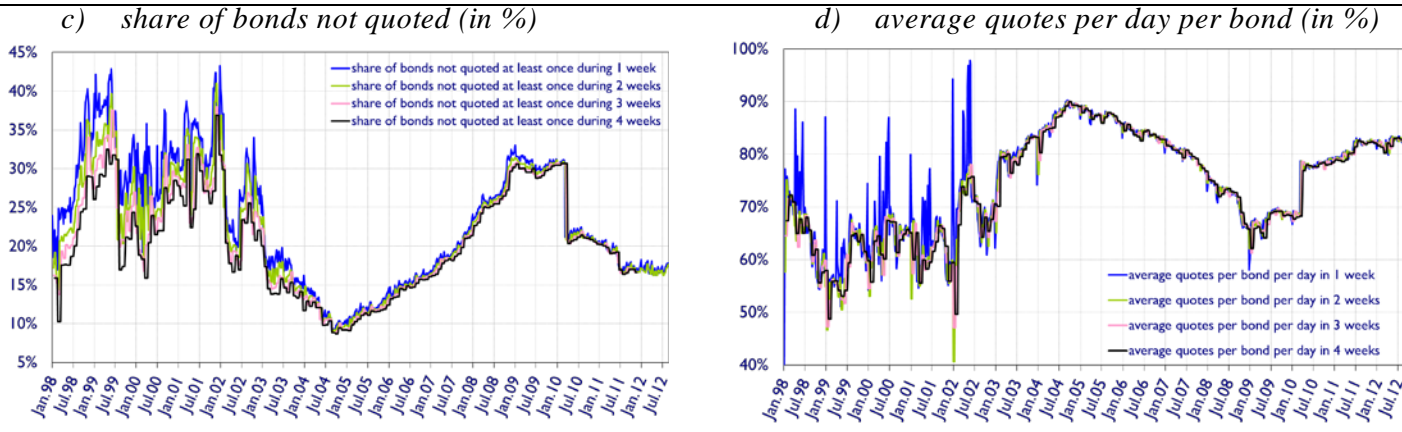 c) share of bonds not quoted (in %)
45%
40%
35%
30%
25%
20%
15%
10%
5%
share of bonds not quoted at least once during 1 week
share of bonds not quoted at least once during 2 weeks
share of bonds not quoted at least once during 3 weeks
share of bonds not quoted at least once during 4 weeks
Jan.98 Jul.98 Jan.99 Jul.99 Jan.00 Jul.00 Jan.01 Jul.01 Jan.02 Jul.02 Jan.03 Jul.03 Jan.04 Jul.04 Jan.05 Jul.05 Jan.06 Jul.06 Jan.07 Jul.07 Jan.08 Jul.08 Jan.09 Jul.09 Jan.10 Jul.10 Jan.11 Jul.11 Jan.12 Jul.12
d) average quotes per day per bond (in %)
100%
90%
80%
70%
60%
50%
40%
average quotes per bond per day in 1 week
average quotes per bond per day in 2 weeks
average quotes per bond per day in 3 weeks
average quotes per bond per day in 4 weeks
Jan.98 Jul.98 Jan.99 Jul.99 Jan.00 Jul.00 Jan.01 Jul.01 Jan.02 Jul.02 Jan.03 Jul.03 Jan.04 Jul.04 Jan.05 Jul.05 Jan.06 Jul.06 Jan.07 Jul.07 Jan.08 Jul.08 Jan.09 Jul.09 Jan.10 Jul.10 Jan.11 Jul.11 Jan.12 Jul.12